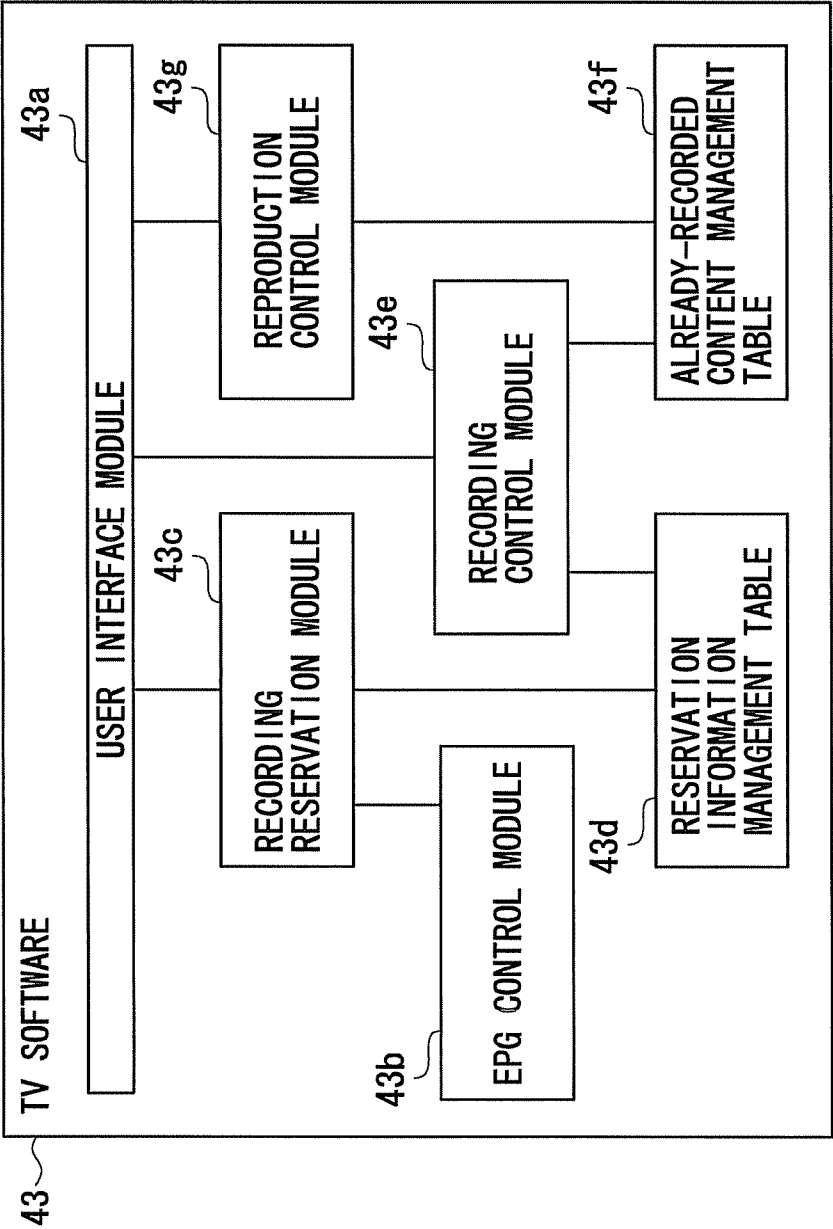 43
TV SOFTWARE
43a
USER INTERFACE MODULE
43c
RECORDING
RESERVATION MODULE
43g
REPRODUCTION
CONTROL MODULE
43b
EPG CONTROL MODULE
43e
RECORDING
CONTROL MODULE
43d
RESERVATION
INFORMATION
MANAGEMENT TABLE
43f
ALREADY-RECORDED
CONTENT MANAGEMENT
TABLE